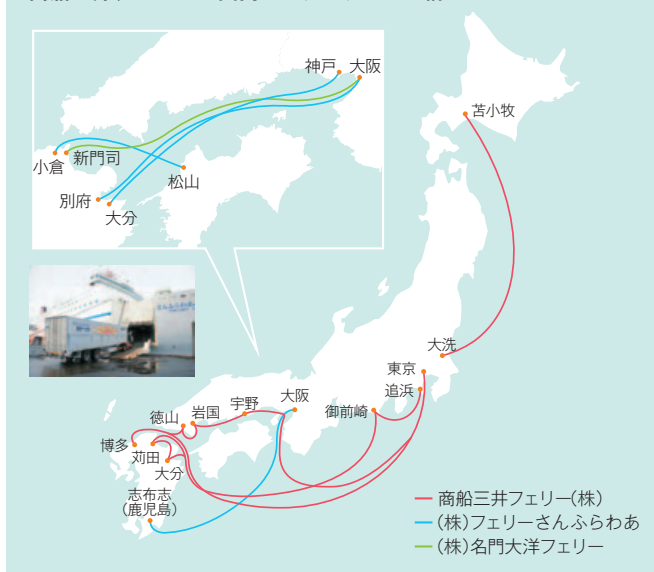 神戸 大阪
小倉
新門司
松山
別府
大分
苫小牧
大洗
東京
追浜
御前崎
大阪
宇野
岩国
徳山
博多
苅田
大分
志布志
(鹿児島)
商船三井フェリー(株)
(株)フェリーさんふらわあ
(株)名門大洋フェリー